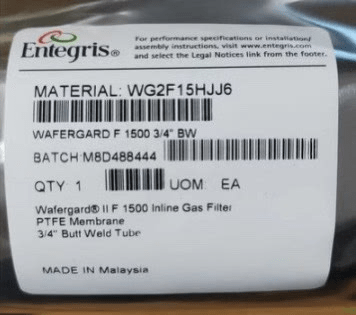 Entegris®
For performance specifications or installation/
assembly instructions, visit www.entegris.com
and select the Legal Notices link from the footer.
MATERIAL: WG2F15HJJ6
WAFERGARD F 1500 3/4" BW
BATCH:M8D488444
QTY 1 UOM: EA
Wafergard® II F 1500 Inline Gas Filter
PTFE Membrane
3/4" Butt Weld Tube
MADE IN Malaysia